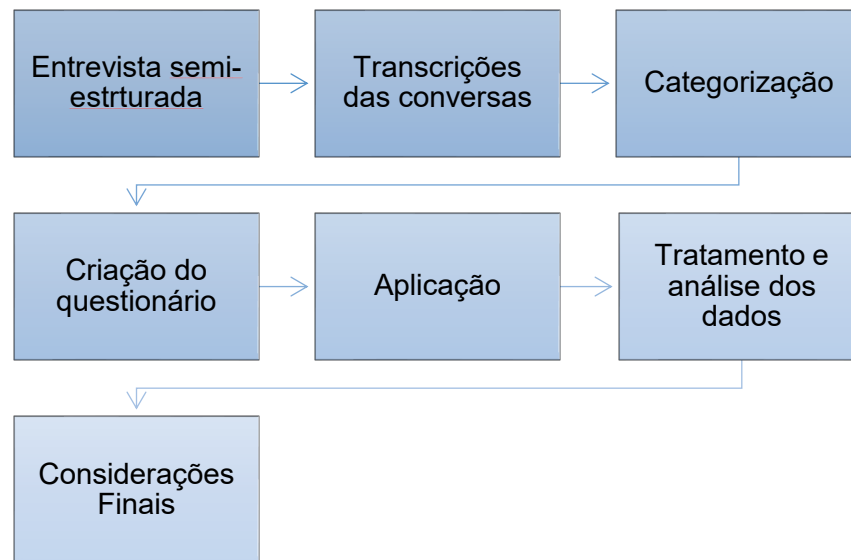 Entrevista semi-
estrturada
Transcrições
das conversas
Categorização
Criação do
questionário
Aplicação
Tratamento e
análise dos
dados
Considerações
Finais